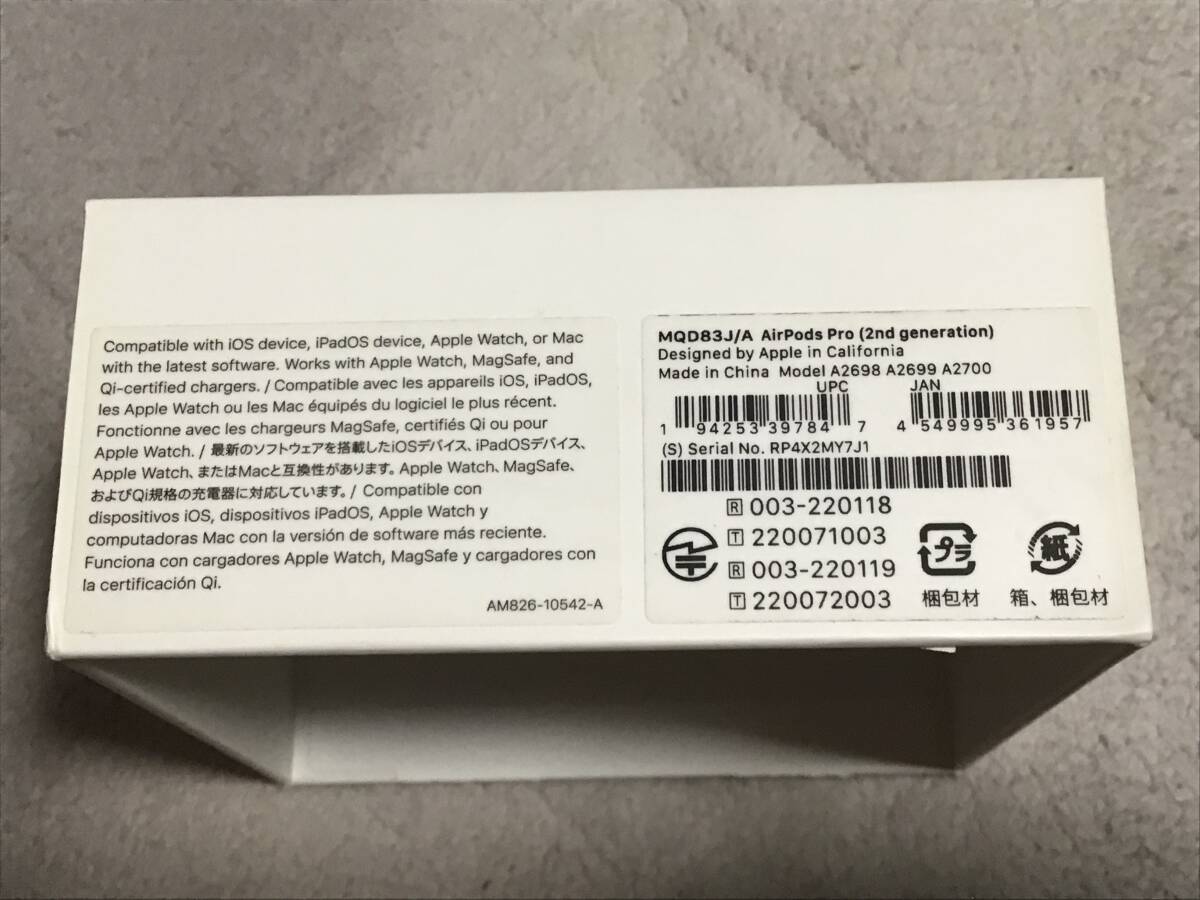 Compatible with iOS device, iPadOS device, Apple Watch, or Mac
with the latest software. Works with Apple Watch, MagSafe, and
Qi-certified chargers. / Compatible avec les appareils iOS, iPadOS,
les Apple Watch ou les Mac équipés du logiciel le plus récent.
Fonctionne avec les chargeurs MagSafe, certifiés Qi ou pour
Apple Watch. / 最新のソフトウェアを搭載したiOSデバイス、iPadOSデバイス、
Apple Watch、またはMacと互換性があります。Apple Watch、MagSafe、
およびQi規格の充電器に対応しています。/ Compatible con
dispositivos iOS, dispositivos iPadOS, Apple Watch y
computadoras Mac con la versión de software más reciente.
Funciona con cargadores Apple Watch, MagSafe y cargadores con
la certificación Qi.
AM826-10542-A
MQD83J/A AirPods Pro (2nd generation)
Designed by Apple in California
Made in China Model A2698 A2699 A2700
UPC JAN
1 94253 39784 7 4 549995 361957
(S) Serial No. RP4X2MY7J1
R 003-220118
T 220071003
R 003-220119
T 220072003
プラ
梱包材
紙
箱、梱包材